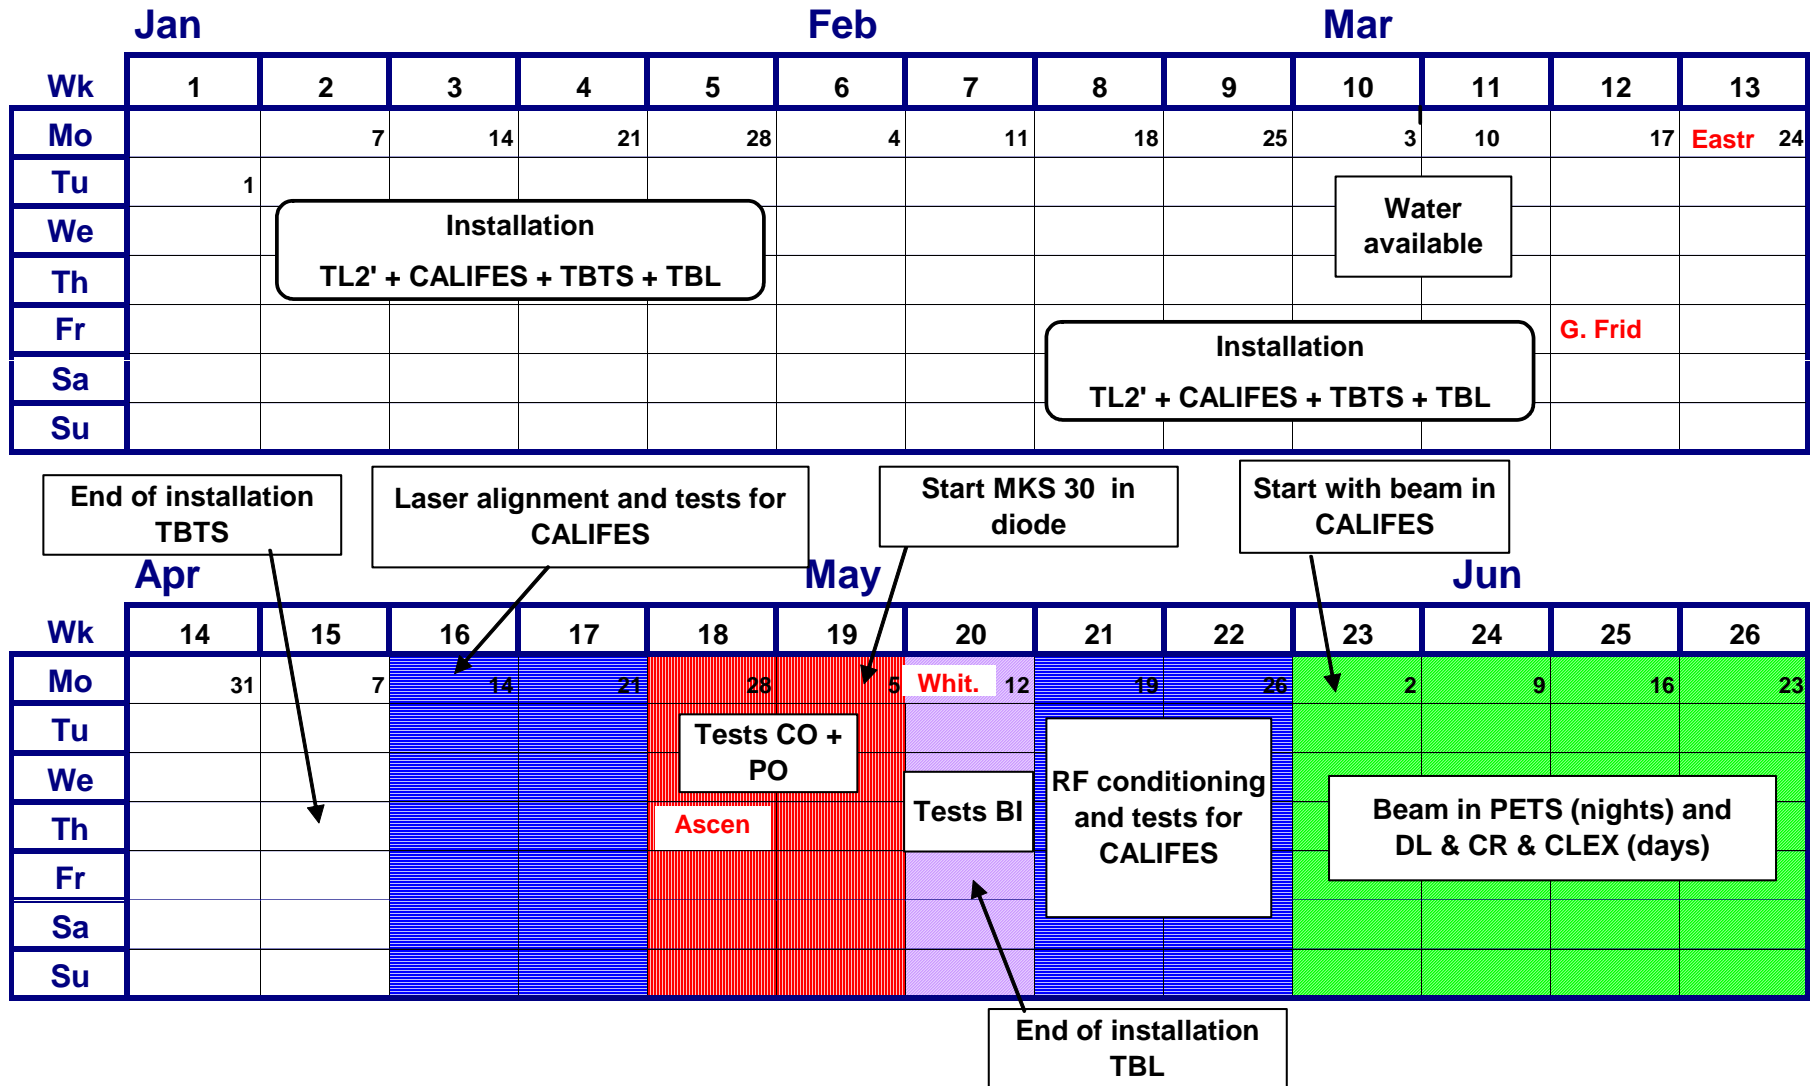 Jan Feb Mar
Wk 1 2 3 4 5 6 7 8 9 10 11 12 13
Mo 7 14 21 28 4 11 18 25 3 10 17 Eastr 24
Tu 1
We
Th
Fr G. Frid
Sa
Su
Installation
TL2' + CALIFES + TBTS + TBL
Water
available
Installation
TL2' + CALIFES + TBTS + TBL
End of installation
TBTS
Laser alignment and tests for
CALIFES
Start MKS 30 in
diode
Start with beam in
CALIFES
Apr May Jun
Wk 14 15 16 17 18 19 20 21 22 23 24 25 26
Mo 31 7 14 21 28 5 Whit. 12 19 26 2 9 16 23
Tu
We
Th Ascen
Fr
Sa
Su
Tests CO +
PO
Tests BI
RF conditioning
and tests for
CALIFES
Beam in PETS (nights) and
DL & CR & CLEX (days)
End of installation
TBL